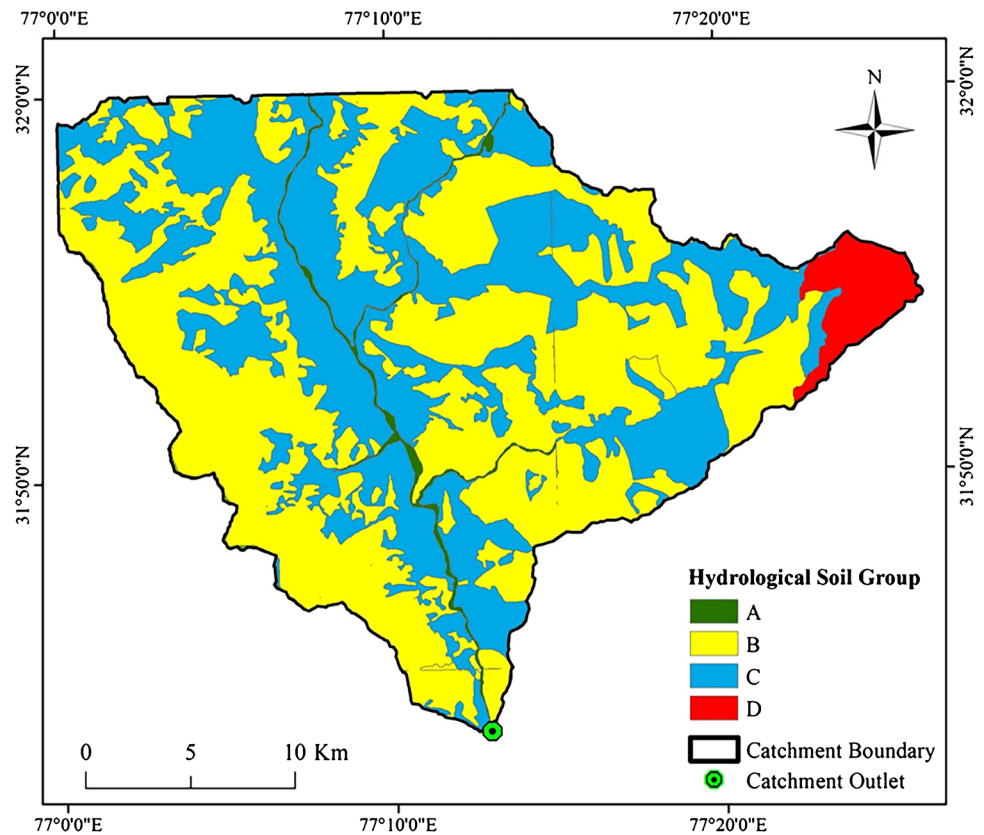 77°0'0"E 77°10'0"E 77°20'0"E
32°0'0"N
32°0'0"N
N
31°50'0"N
31°50'0"N
Hydrological Soil Group
A
B
C
D
Catchment Boundary
Catchment Outlet
0 5 10 Km
77°0'0"E 77°10'0"E 77°20'0"E